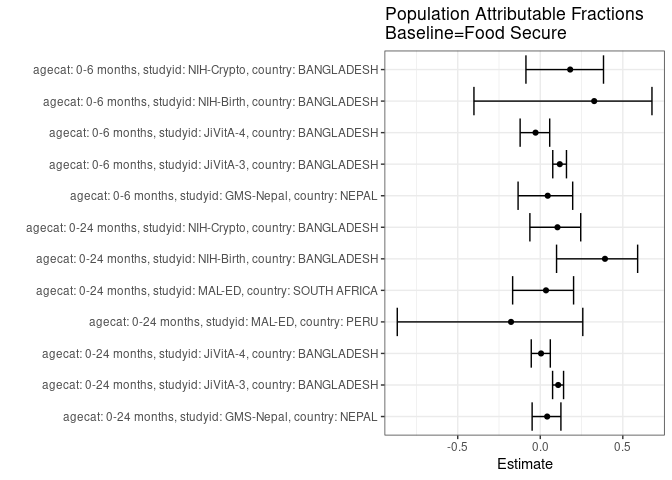 Population Attributable Fractions
Baseline=Food Secure
agecat: 0-6 months, studyid: NIH-Crypto, country: BANGLADESH
agecat: 0-6 months, studyid: NIH-Birth, country: BANGLADESH
agecat: 0-6 months, studyid: JiVitA-4, country: BANGLADESH
agecat: 0-6 months, studyid: JiVitA-3, country: BANGLADESH
agecat: 0-6 months, studyid: GMS-Nepal, country: NEPAL
agecat: 0-24 months, studyid: NIH-Crypto, country: BANGLADESH
agecat: 0-24 months, studyid: NIH-Birth, country: BANGLADESH
agecat: 0-24 months, studyid: MAL-ED, country: SOUTH AFRICA
agecat: 0-24 months, studyid: MAL-ED, country: PERU
agecat: 0-24 months, studyid: JiVitA-4, country: BANGLADESH
agecat: 0-24 months, studyid: JiVitA-3, country: BANGLADESH
agecat: 0-24 months, studyid: GMS-Nepal, country: NEPAL
-0.5 0.0 0.5
Estimate